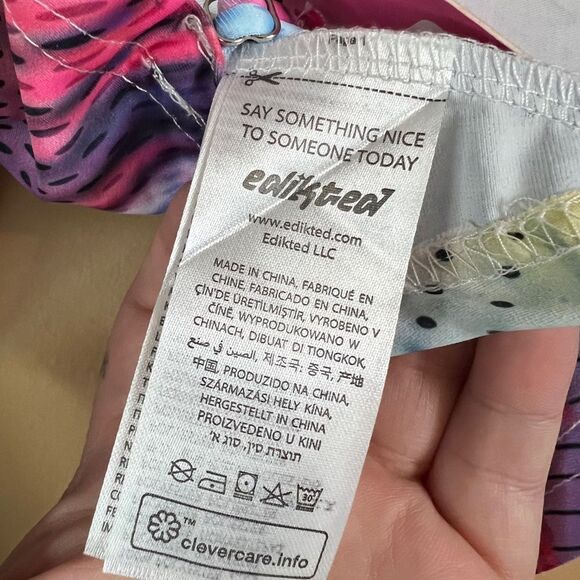 SAY SOMETHING NICE
TO SOMEONE TODAY
edikted
www.edikted.com
Edikted LLC
MADE IN CHINA, FABRIQUÉ EN
CHINE, FABRICADO EN CHINA,
ÇİN'DE ÜRETİLMİŞTİR, VYROBENO V
ČÍNĚ, WYPRODUKOWANO W
CHINACH, DIBUAT DI TIONGKOK,
صنع في الصين, 제조국: 중국, 产地
中国, PRODUZIDO NA CHINA,
SZÁRMAZÁSI HELY KÍNA,
HERGESTELLT IN CHINA
PROIZVEDENO U KINI
תוצרת סין, סוג א'
30°
™
clevercare.info